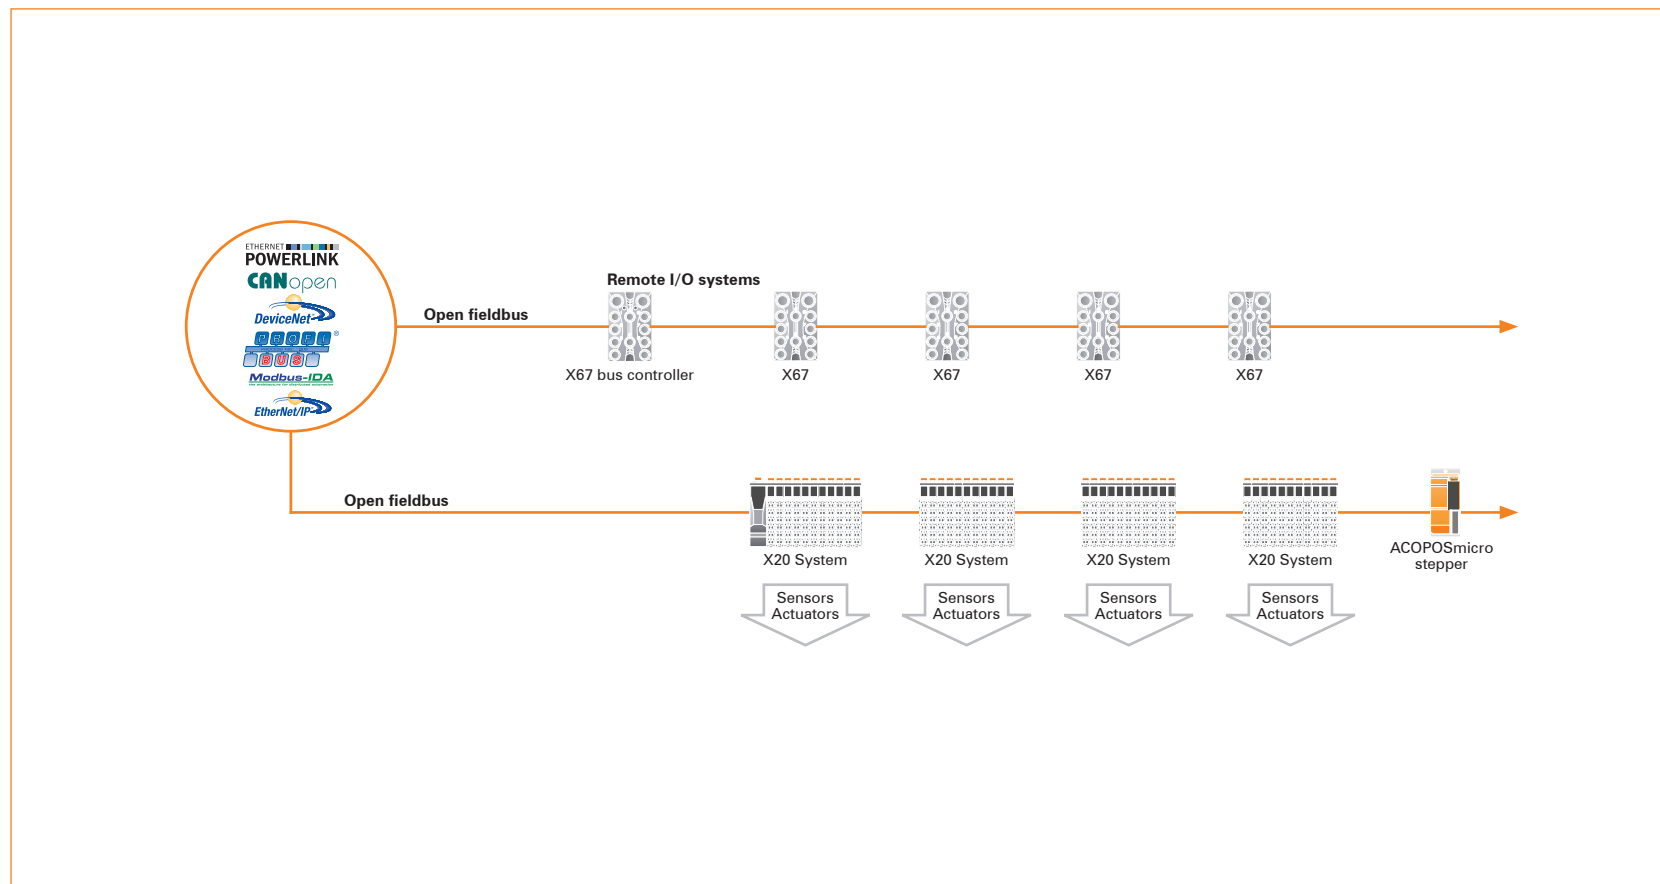 ETHERNET
POWERLINK
CANopen
DeviceNet
PROFI®
BUS
Modbus-IDA
EtherNet/IP
Open fieldbus
Remote I/O systems
X67 bus controller
X67
X67
X67
X67
Open fieldbus
X20 System
X20 System
X20 System
X20 System
ACOPOSmicro
stepper
Sensors
Actuators
Sensors
Actuators
Sensors
Actuators
Sensors
Actuators